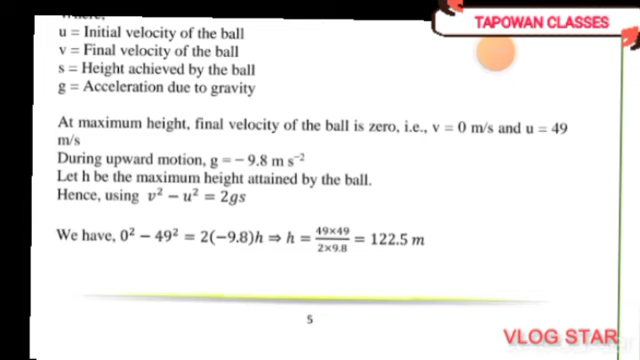 TAPOWAN CLASSES
Where,
u = Initial velocity of the ball
v = Final velocity of the ball
s = Height achieved by the ball
g = Acceleration due to gravity
At maximum height, final velocity of the ball is zero, i.e., v = 0 m/s and u = 49
m/s
During upward motion, g = − 9.8 m s⁻²
Let h be the maximum height attained by the ball.
Hence, using v² − u² = 2gs
We have, 0² − 49² = 2(−9.8)h ⇒ h = 49×49/2×9.8 = 122.5 m
5
VLOG STAR